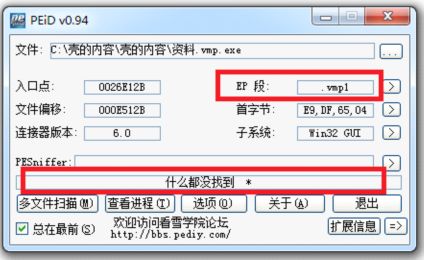 PEiD v0.94
文件: C:\壳的内容\壳的内容\资料.vmp.exe ...
入口点: 0026E12B EP 段: .vmp1 >
文件偏移: 000E512B 首字节: E9,DF,65,04 >
连接器版本: 6.0 子系统: Win32 GUI >
PESniffer: >
什么都没找到 *
多文件扫描(M) 查看进程(T) 选项(O) 关于(A) 退出
总在最前(S) 欢迎访问看雪学院论坛 扩展信息 =>
http://bbs.pediy.com/